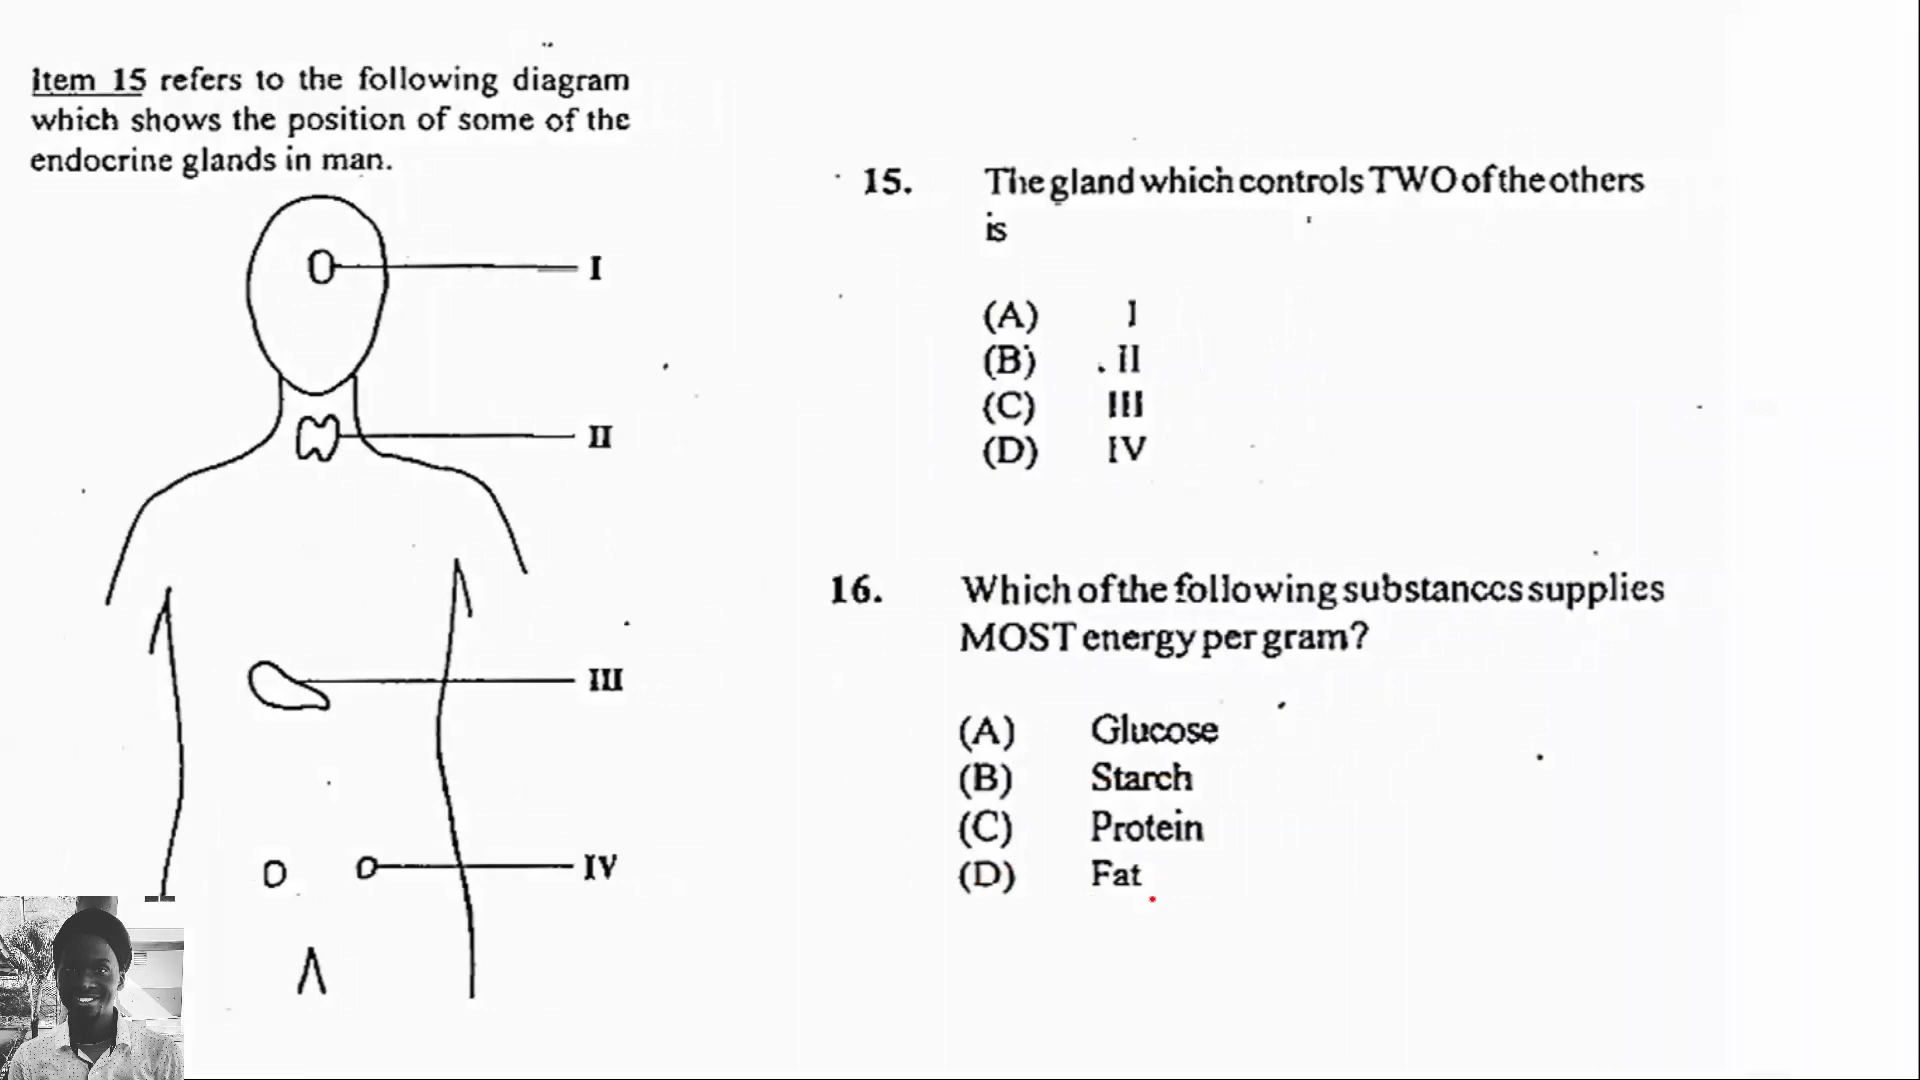 Item 15 refers to the following diagram
which shows the position of some of the
endocrine glands in man.
I
II
III
IV
15. The gland which controls TWO of the others
is
(A) I
(B) II
(C) III
(D) IV
16. Which of the following substances supplies
MOST energy per gram?
(A) Glucose
(B) Starch
(C) Protein
(D) Fat